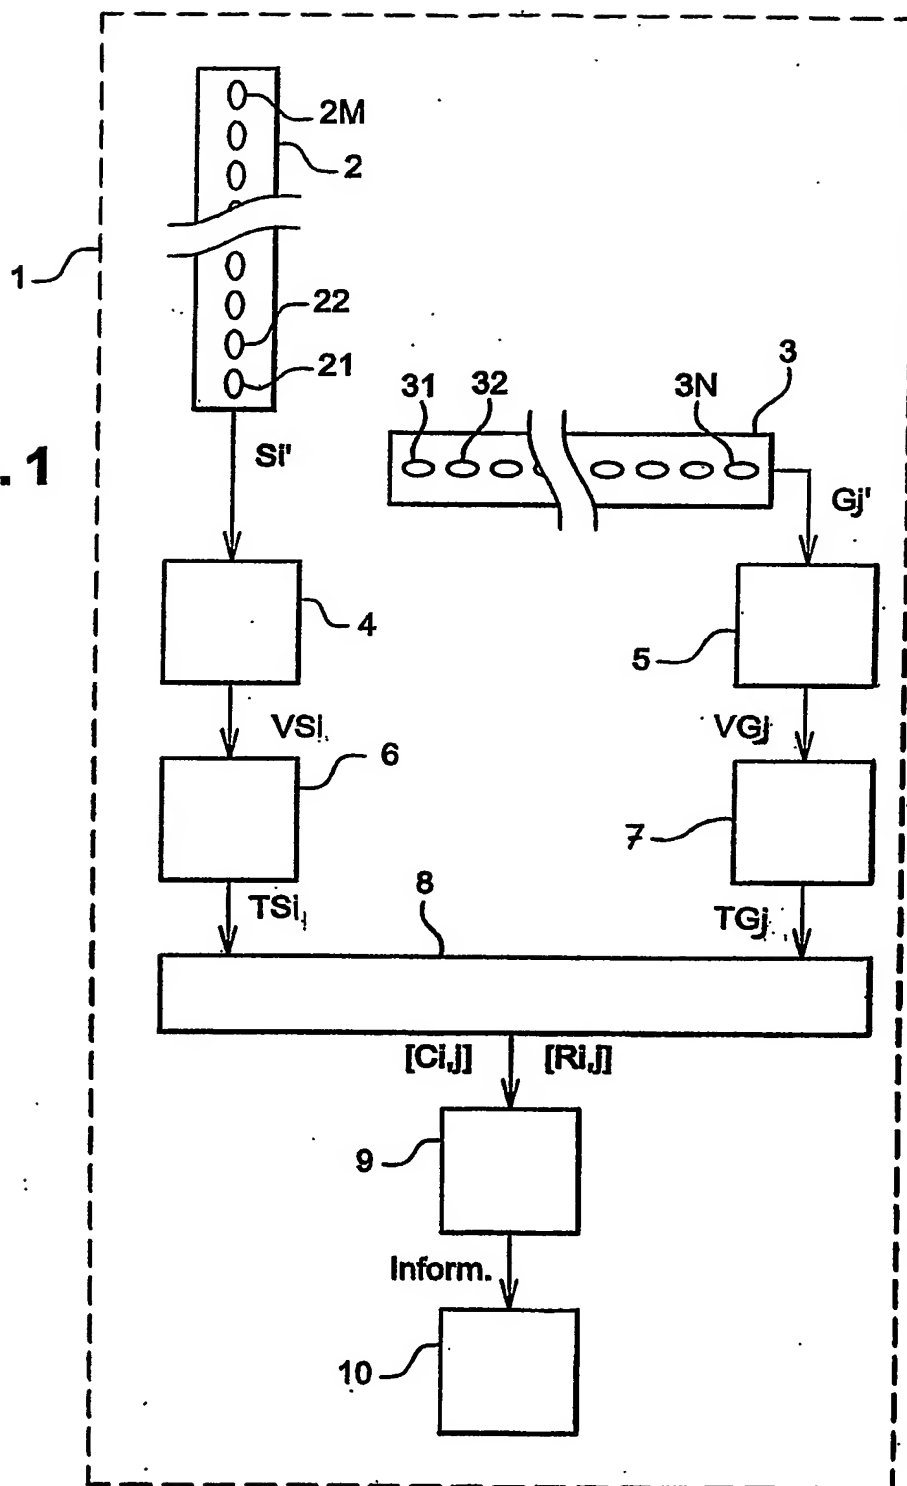 2M
2
1
22
21
31 32 3N 3
. 1
Si'
Gj'
4
5
VSi
VGj
6
7
TSi
8
TGj
[Ci,j] [Ri,j]
9
Inform.
10